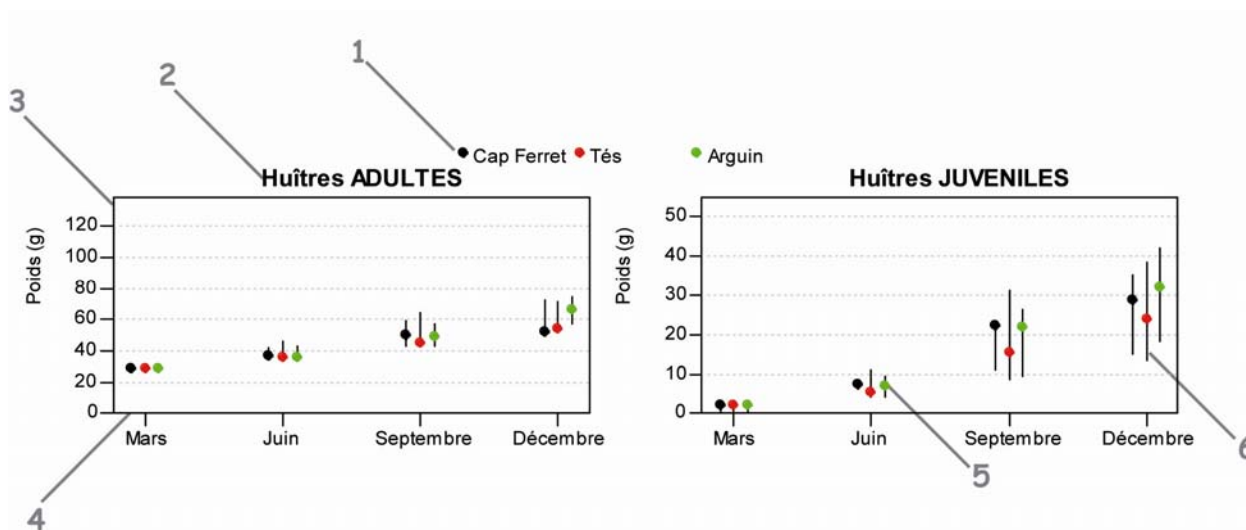 1
2
3
Cap Ferret Tés Arguin
Huîtres ADULTES
Huîtres JUVENILES
Poids (g)
120
100
80
60
40
20
0
Mars Juin Septembre Décembre
Poids (g)
50
40
30
20
10
0
Mars Juin Septembre Décembre
4
5
6